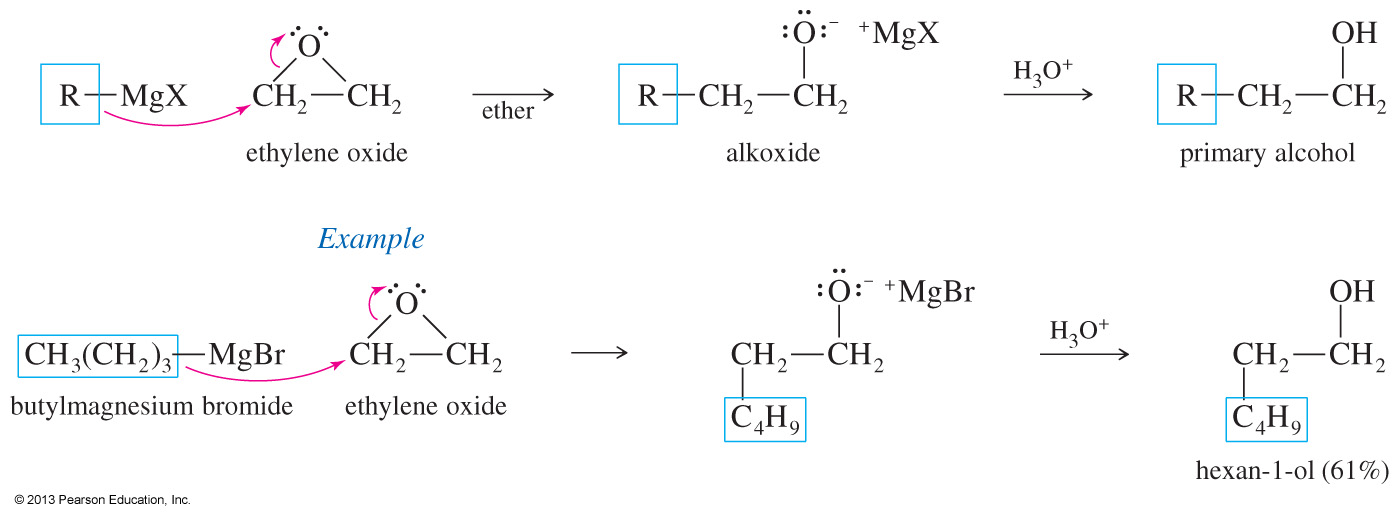 :Ö:⁻ ⁺MgX OH
R—MgX CH₂—CH₂ O ether R—CH₂—CH₂ H₃O⁺ R—CH₂—CH₂
ethylene oxide alkoxide primary alcohol
Example
:Ö:⁻ ⁺MgBr OH
CH₃(CH₂)₃—MgBr CH₂—CH₂ O CH₂—CH₂ H₃O⁺ CH₂—CH₂
butylmagnesium bromide ethylene oxide C₄H₉ C₄H₉
hexan-1-ol (61%)
© 2013 Pearson Education, Inc.